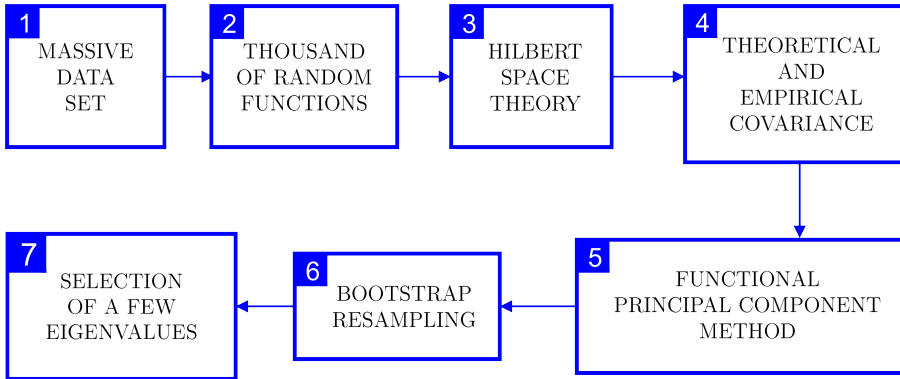 1
MASSIVE
DATA
SET
2
THOUSAND
OF RANDOM
FUNCTIONS
3
HILBERT
SPACE
THEORY
4
THEORETICAL
AND
EMPIRICAL
COVARIANCE
5
FUNCTIONAL
PRINCIPAL COMPONENT
METHOD
6
BOOTSTRAP
RESAMPLING
7
SELECTION
OF A FEW
EIGENVALUES